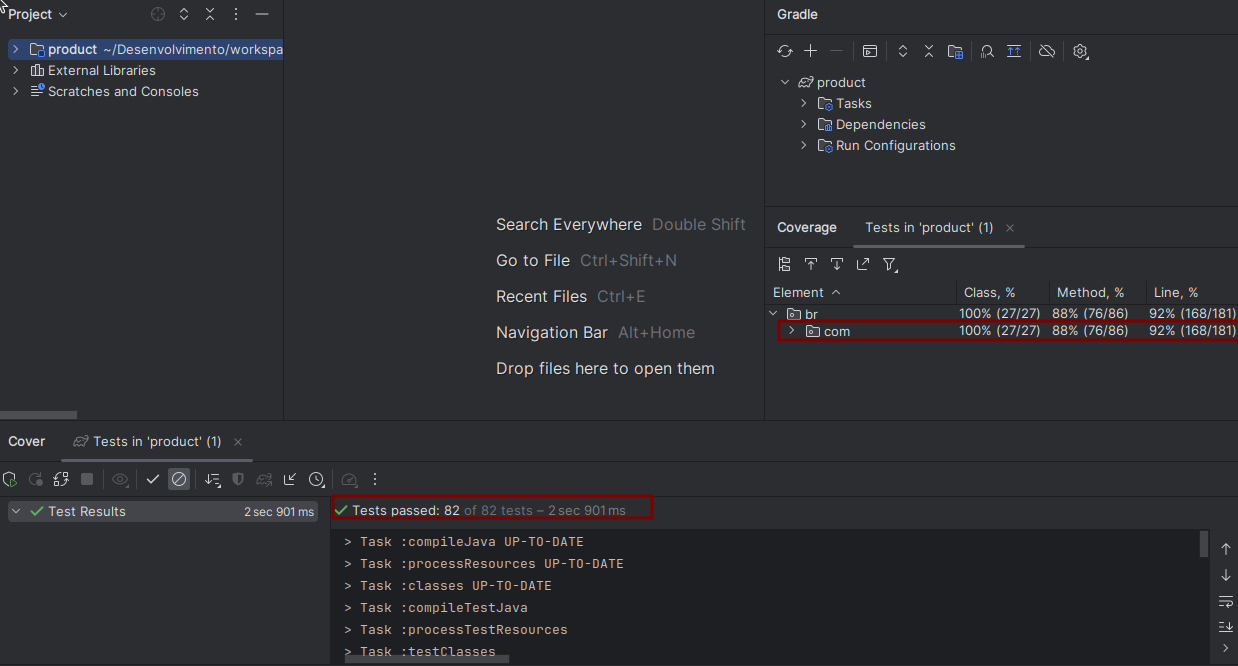 Project
product ~/Desenvolvimento/workspa
External Libraries
Scratches and Consoles
Search Everywhere Double Shift
Go to File Ctrl+Shift+N
Recent Files Ctrl+E
Navigation Bar Alt+Home
Drop files here to open them
Gradle
product
Tasks
Dependencies
Run Configurations
Coverage Tests in 'product' (1)
Element Class, % Method, % Line, %
br 100% (27/27) 88% (76/86) 92% (168/181)
com 100% (27/27) 88% (76/86) 92% (168/181)
Cover Tests in 'product' (1)
Test Results 2 sec 901 ms
Tests passed: 82 of 82 tests – 2 sec 901 ms
> Task :compileJava UP-TO-DATE
> Task :processResources UP-TO-DATE
> Task :classes UP-TO-DATE
> Task :compileTestJava
> Task :processTestResources
> Task :testClasses